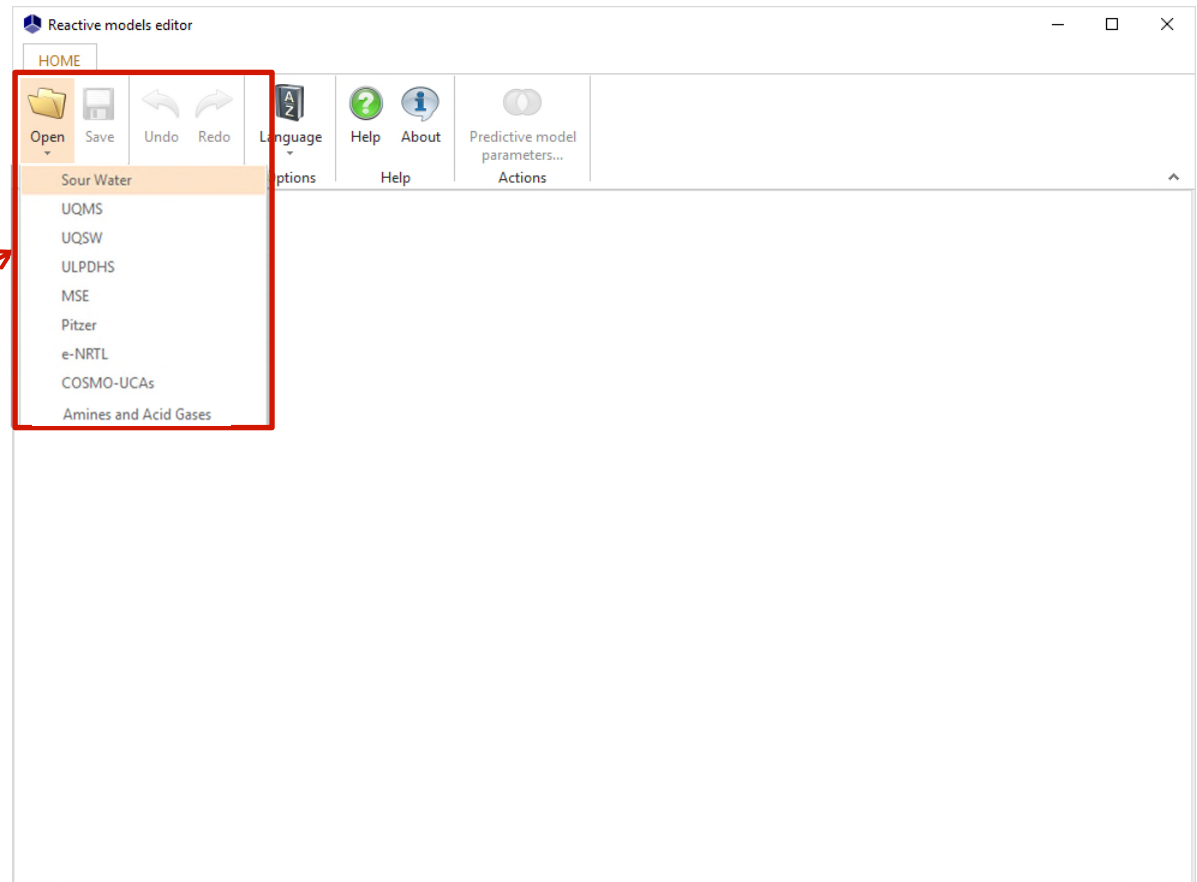 Reactive models editor
HOME
Open Save Undo Redo Language Help About Predictive model
parameters...
Help Actions
Sour Water
UQMS
UQSW
ULPDHS
MSE
Pitzer
e-NRTL
COSMO-UCAs
Amines and Acid Gases